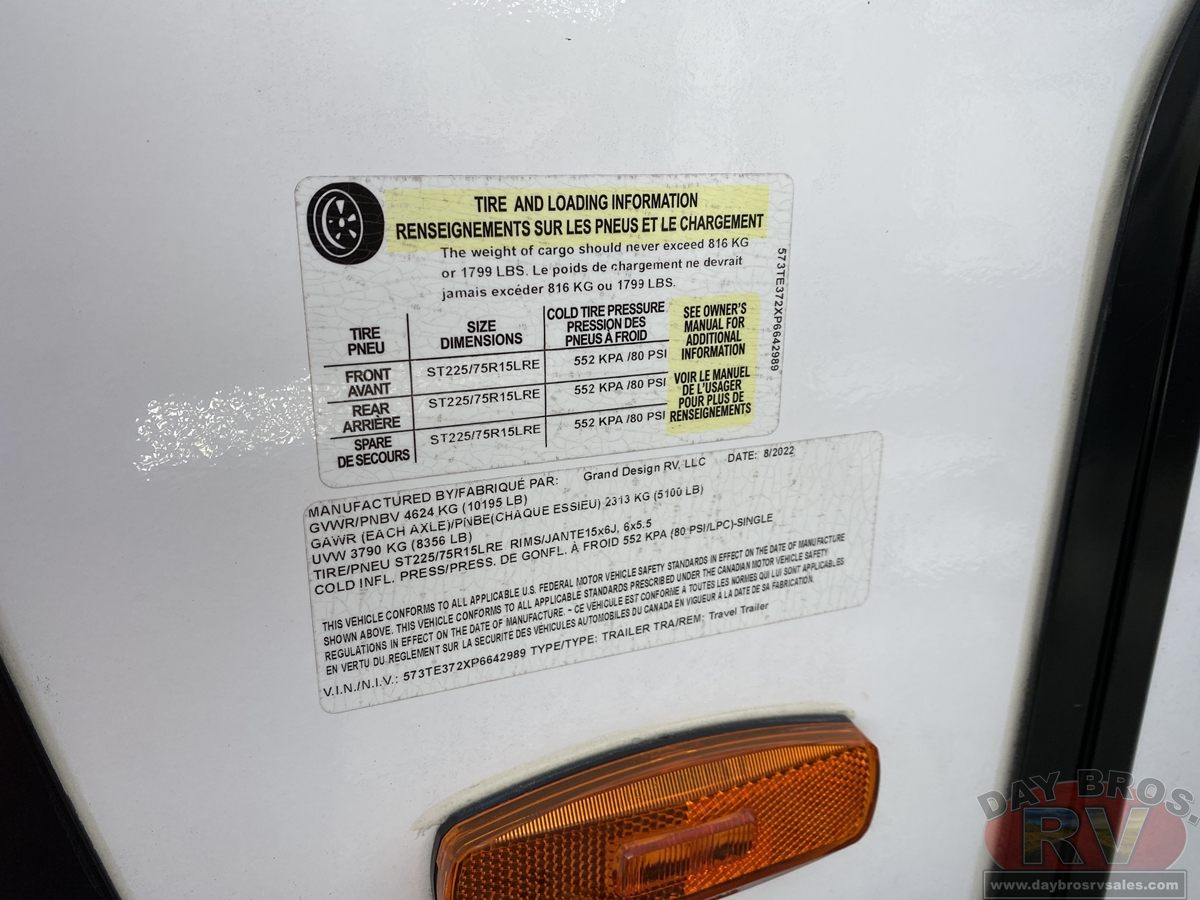 TIRE AND LOADING INFORMATION
RENSEIGNEMENTS SUR LES PNEUS ET LE CHARGEMENT
The weight of cargo should never exceed 816 KG
or 1799 LBS. Le poids de chargement ne devrait
jamais excéder 816 KG ou 1799 LBS.
TIRE PNEU
SIZE DIMENSIONS
COLD TIRE PRESSURE PRESSION DES PNEUS À FROID
FRONT AVANT ST225/75R15LRE 552 KPA /80 PSI
REAR ARRIÈRE ST225/75R15LRE 552 KPA /80 PSI
SPARE DE SECOURS ST225/75R15LRE 552 KPA /80 PSI
SEE OWNER'S
MANUAL FOR
ADDITIONAL
INFORMATION
VOIR LE MANUEL
DE L'USAGER
POUR PLUS DE
RENSEIGNEMENTS
573TE372XP6642989
MANUFACTURED BY/FABRIQUÉ PAR: Grand Design RV, LLC DATE: 8/2022
GVWR/PNBV 4624 KG (10195 LB)
GAWR (EACH AXLE)/PNBE(CHAQUE ESSIEU) 2313 KG (5100 LB)
UVW 3790 KG (8356 LB)
TIRE/PNEU ST225/75R15LRE RIMS/JANTE15x6J, 6x5.5
COLD INFL. PRESS/PRESS. DE GONFL. À FROID 552 KPA (80 PSI/LPC)-SINGLE
THIS VEHICLE CONFORMS TO ALL APPLICABLE U.S. FEDERAL MOTOR VEHICLE SAFETY STANDARDS IN EFFECT ON THE DATE OF MANUFACTURE
SHOWN ABOVE. THIS VEHICLE CONFORMS TO ALL APPLICABLE STANDARDS PRESCRIBED UNDER THE CANADIAN MOTOR VEHICLE SAFETY
REGULATIONS IN EFFECT ON THE DATE OF MANUFACTURE. - CE VÉHICULE EST CONFORME À TOUTES LES NORMES QUI LUI SONT APPLICABLES
EN VERTU DU REGLEMENT SUR LA SECURITÉ DES VÉHICULES AUTOMOBILES DU CANADA EN VIGUEUR À LA DATE DE SA FABRICATION.
V.I.N./N.I.V.: 573TE372XP6642989 TYPE/TYPE: TRAILER TRA/REM: Travel Trailer
DAY BROS.
RV
www.daybrosrvsales.com